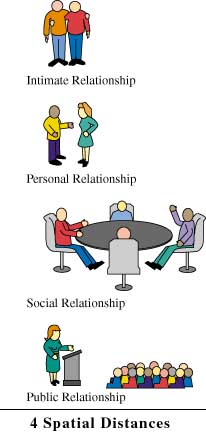 Intimate Relationship
Personal Relationship
Social Relationship
Public Relationship
4 Spatial Distances